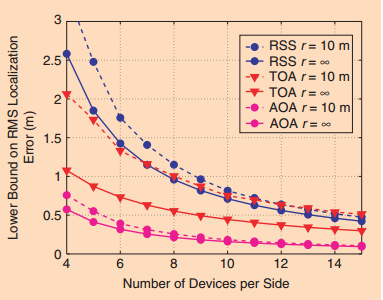 3
2.5
2
1.5
1
0.5
0
4
6
8
10
12
14
Lower Bound on RMS Localization
Error (m)
Number of Devices per Side
RSS r = 10 m
RSS r = ∞
TOA r = 10 m
TOA r = ∞
AOA r = 10 m
AOA r = ∞